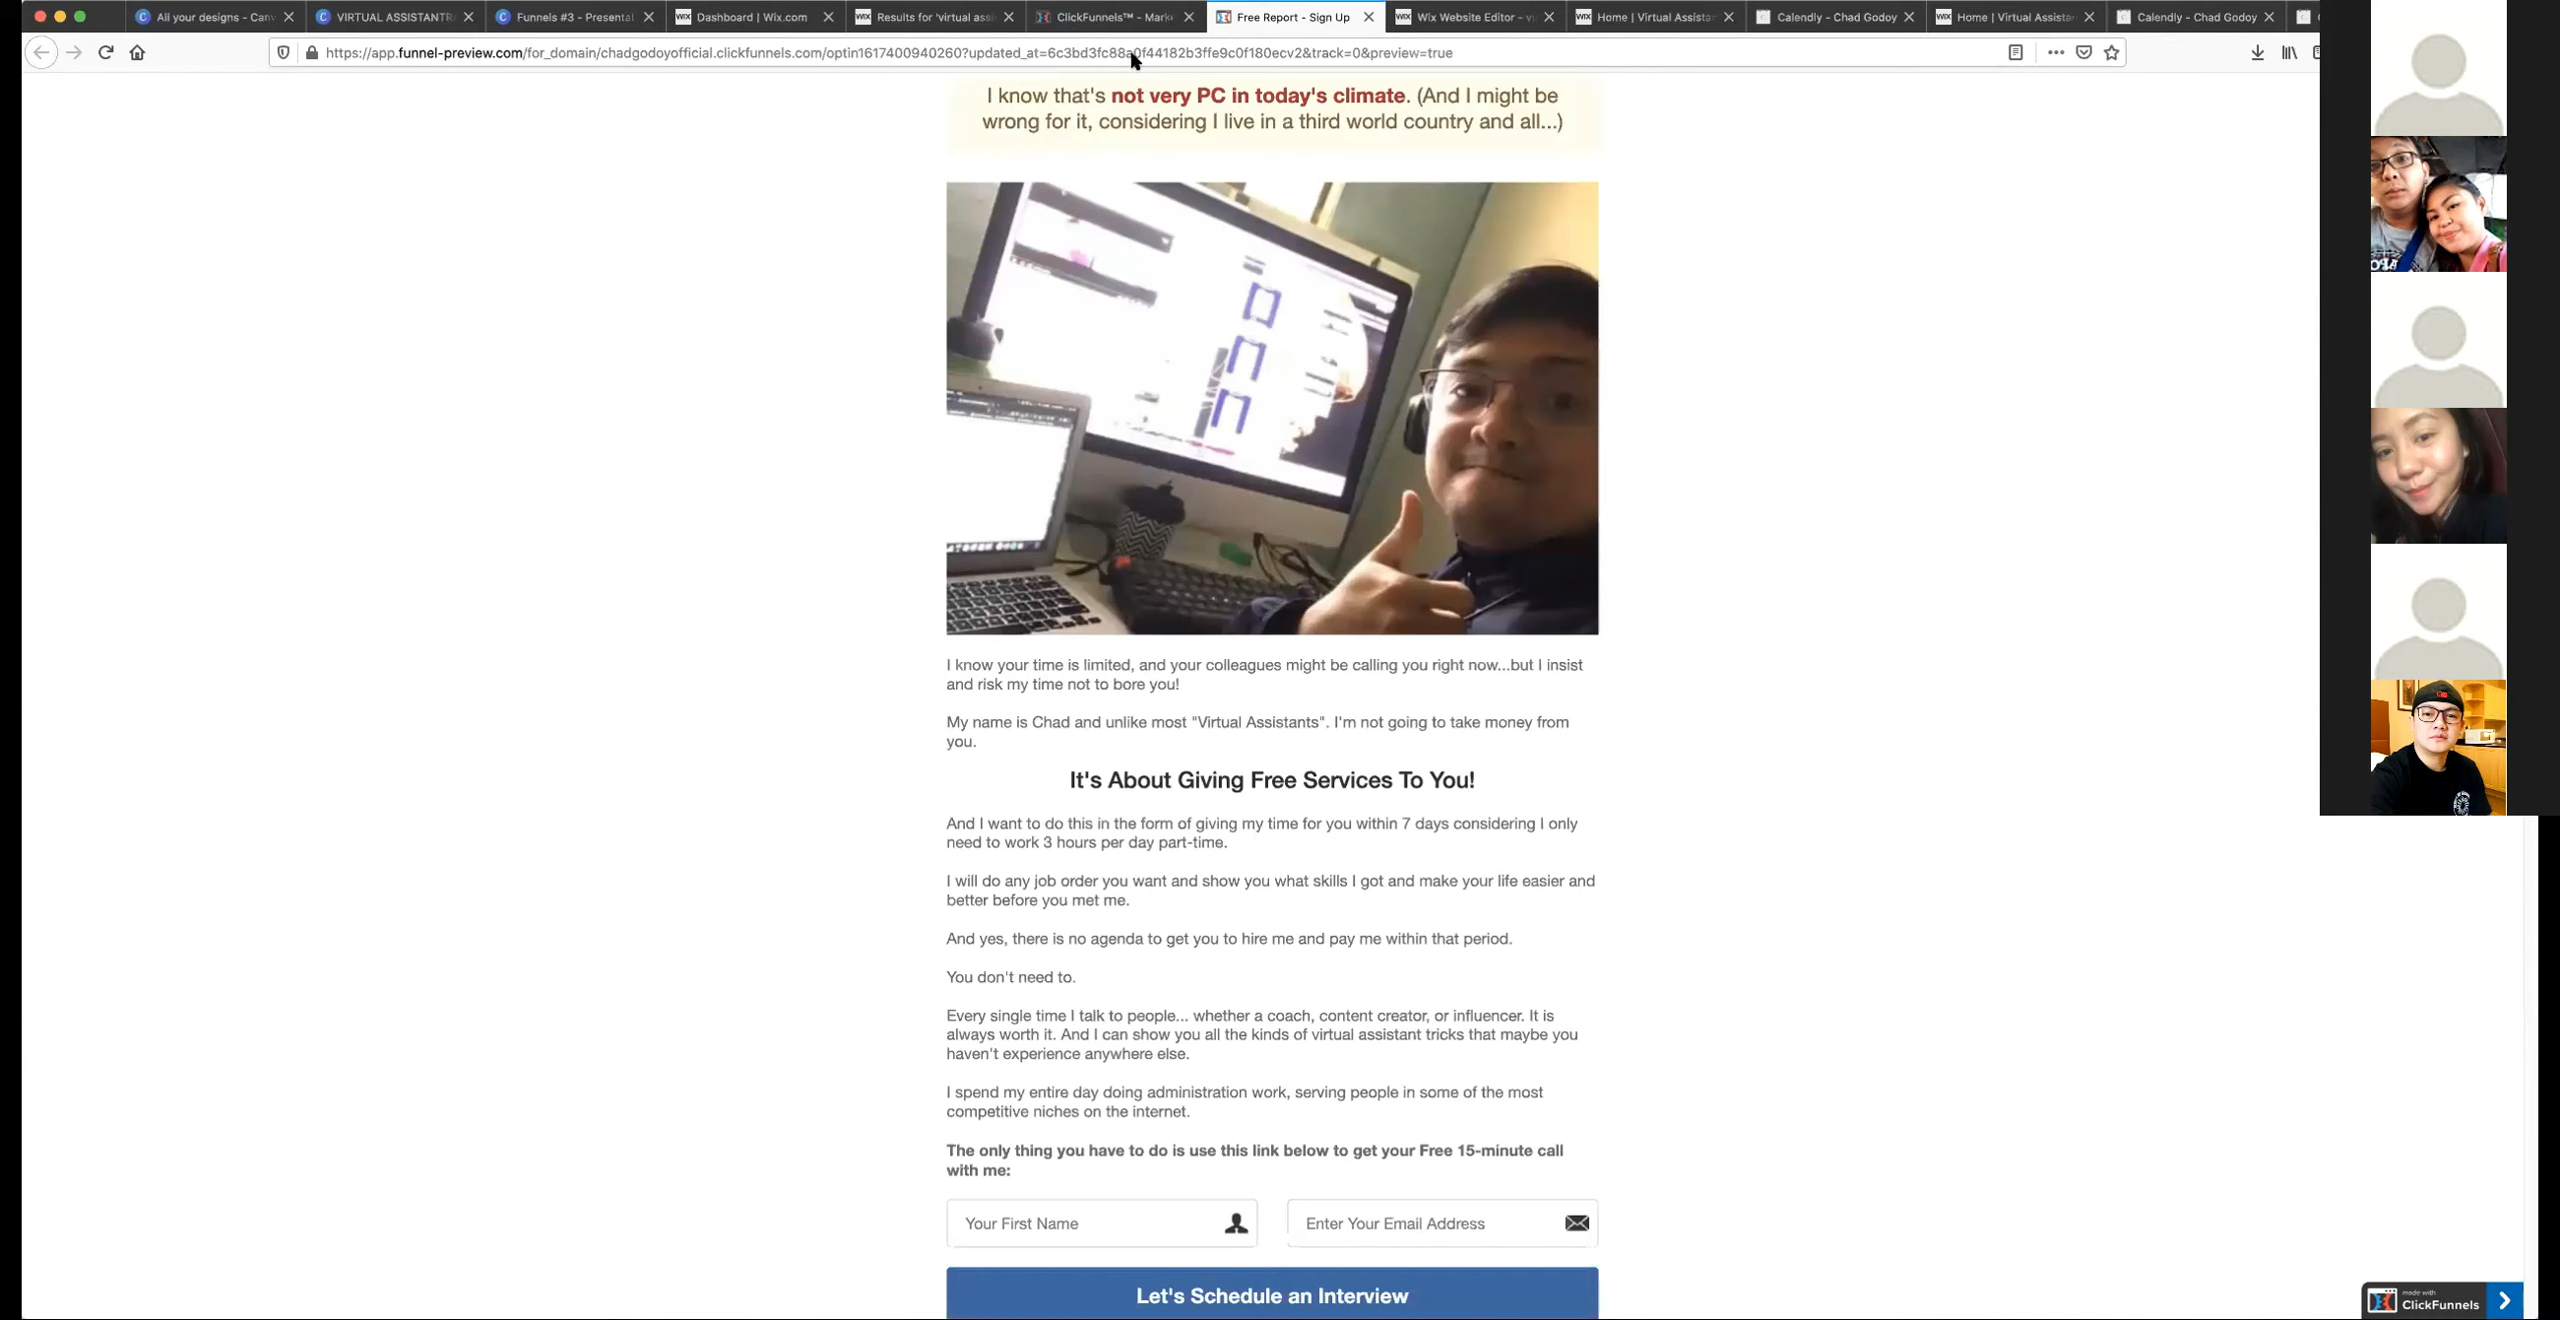 All your designs - Canv
VIRTUAL ASSISTANTR
Funnels #3 - Presentat
Dashboard | Wix.com
Results for 'virtual assi
ClickFunnels™ - Marke
Free Report - Sign Up
Wix Website Editor - vi
Home | Virtual Assistan
Calendly - Chad Godoy
Home | Virtual Assistan
Calendly - Chad Godoy
https://app.funnel-preview.com/for_domain/chadgodoyofficial.clickfunnels.com/optin1617400940260?updated_at=6c3bd3fc88a0f44182b3ffe9c0f180ecv2&track=0&preview=true
I know that's not very PC in today's climate. (And I might be
wrong for it, considering I live in a third world country and all...)
I know your time is limited, and your colleagues might be calling you right now...but I insist
and risk my time not to bore you!
My name is Chad and unlike most "Virtual Assistants". I'm not going to take money from
you.
It's About Giving Free Services To You!
And I want to do this in the form of giving my time for you within 7 days considering I only
need to work 3 hours per day part-time.
I will do any job order you want and show you what skills I got and make your life easier and
better before you met me.
And yes, there is no agenda to get you to hire me and pay me within that period.
You don't need to.
Every single time I talk to people... whether a coach, content creator, or influencer. It is
always worth it. And I can show you all the kinds of virtual assistant tricks that maybe you
haven't experience anywhere else.
I spend my entire day doing administration work, serving people in some of the most
competitive niches on the internet.
The only thing you have to do is use this link below to get your Free 15-minute call
with me:
Your First Name
Enter Your Email Address
Let's Schedule an Interview
made with
ClickFunnels